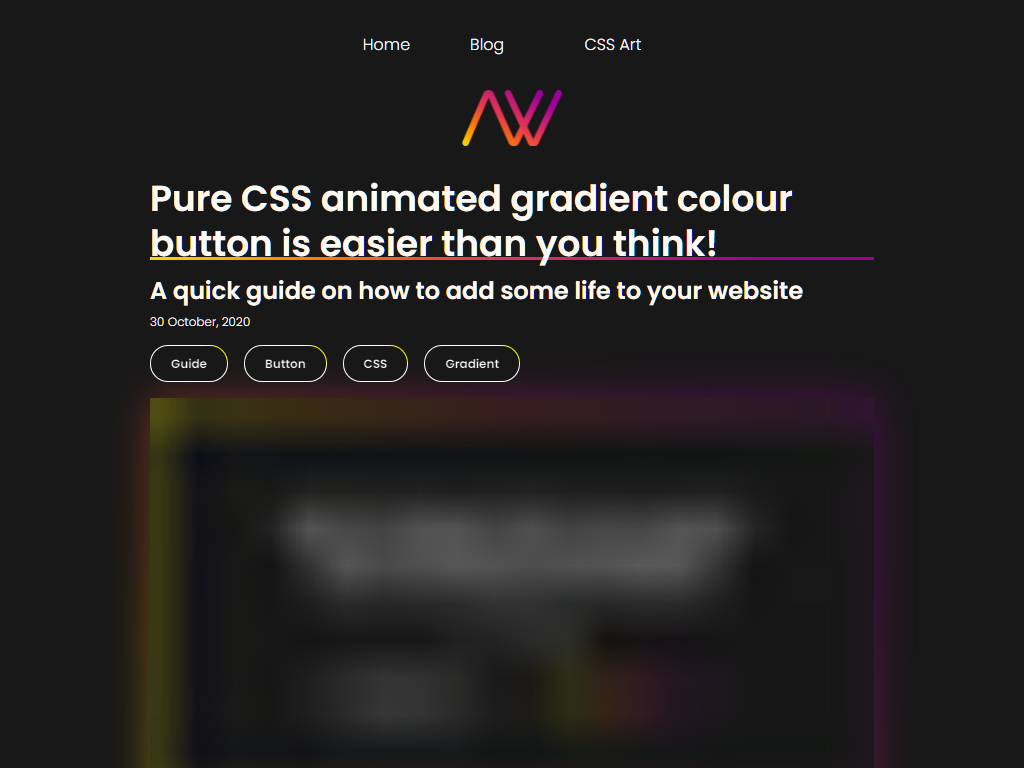 Home Blog CSS Art
AW
Pure CSS animated gradient colour
button is easier than you think!
A quick guide on how to add some life to your website
30 October, 2020
Guide Button CSS Gradient